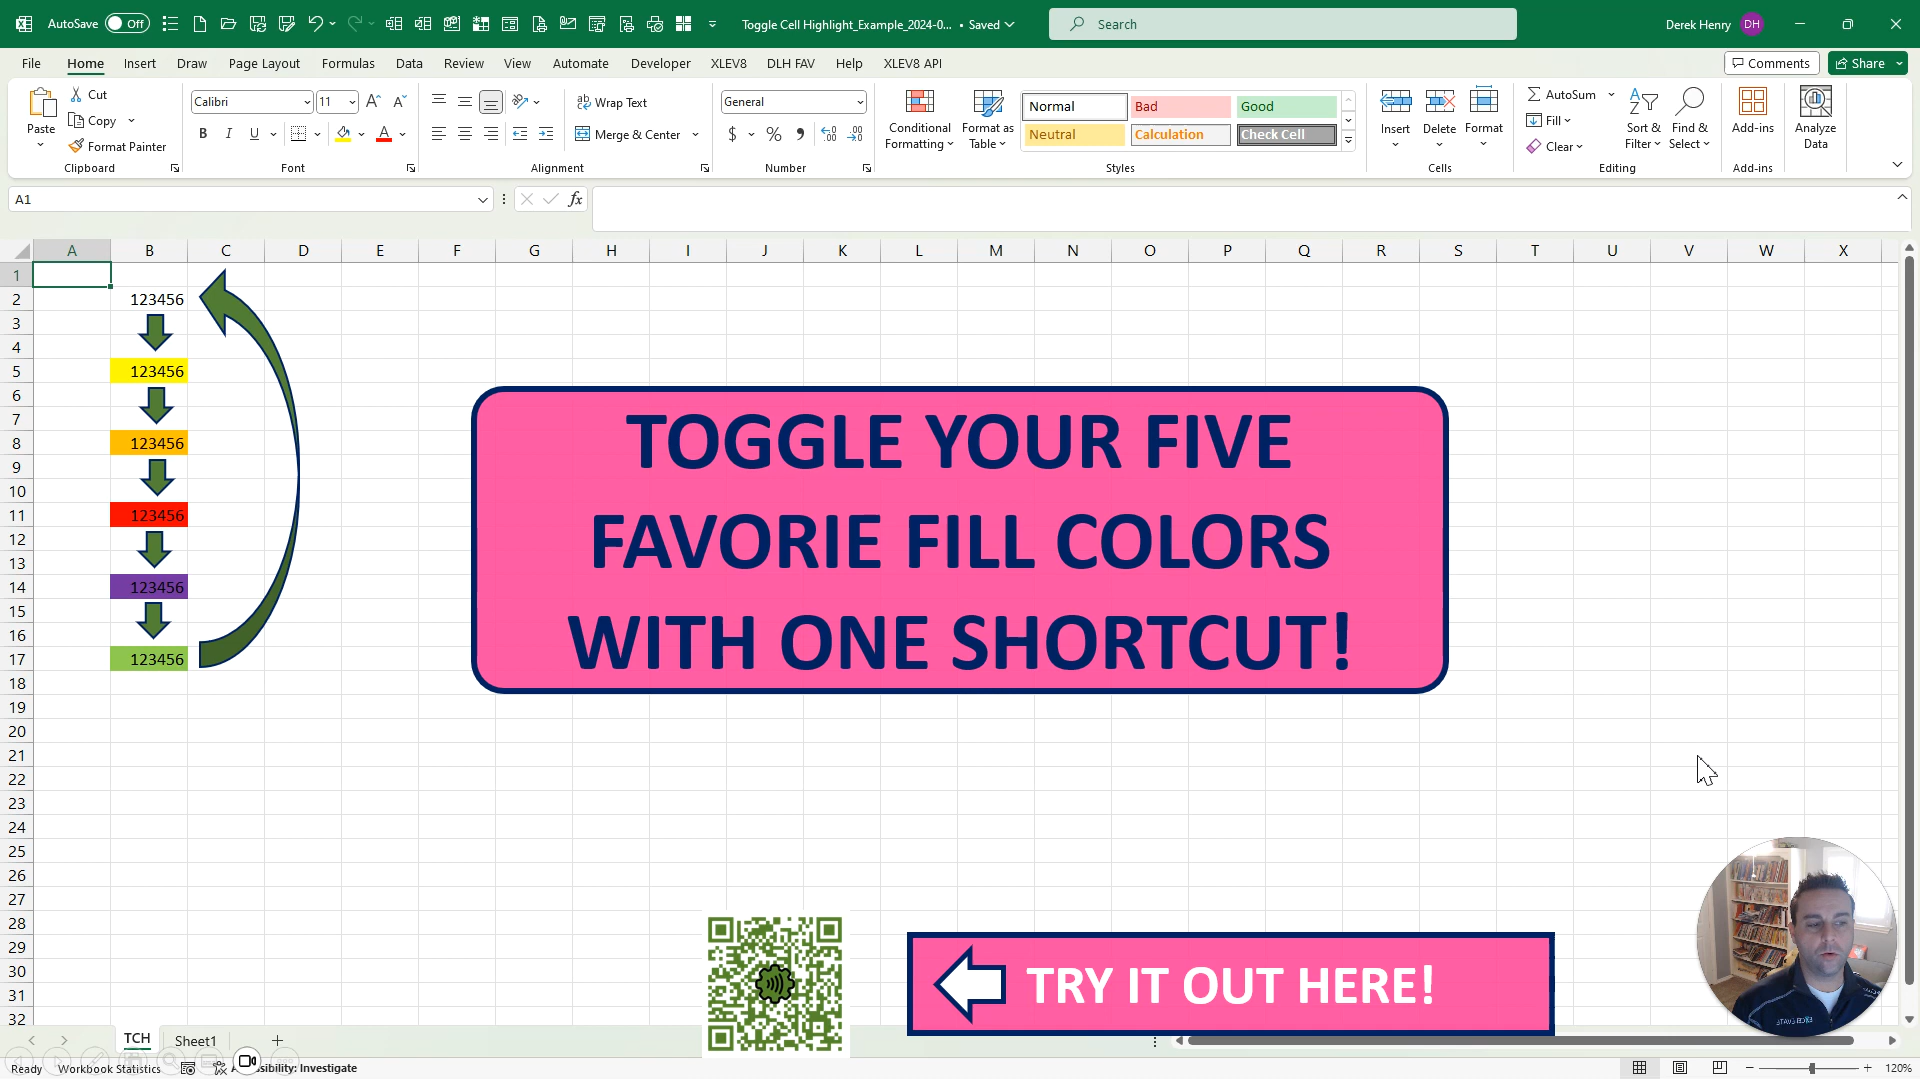 AutoSave Off Toggle Cell Highlight_Example_2024-0... • Saved Search Derek Henry DH
File Home Insert Draw Page Layout Formulas Data Review View Automate Developer XLEV8 DLH FAV Help XLEV8 API Comments Share
Paste
Cut
Copy
Format Painter
Clipboard
Calibri 11
B I U A
Font
Wrap Text
Merge & Center
Alignment
General
$ % ,
Number
Conditional Formatting
Format as Table
Normal Bad Good
Neutral Calculation Check Cell
Styles
Insert Delete Format
Cells
AutoSum
Fill
Clear
Sort & Filter
Find & Select
Editing
Add-ins
Add-ins
Analyze Data
A1 fx
A B C D E F G H I J K L M N O P Q R S T U V W X
1
2 123456
3
4
5 123456
6
7
8 123456
9
10
11 123456
12
13
14 123456
15
16
17 123456
18
19
20
21
22
23
24
25
26
27
28
29
30
31
32
TOGGLE YOUR FIVE
FAVORIE FILL COLORS
WITH ONE SHORTCUT!
TRY IT OUT HERE!
TCH Sheet1
Ready Workbook Statistics Investigate 120%